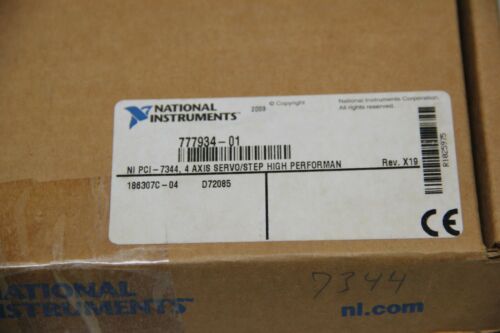 NATIONAL
INSTRUMENTS
2009 © Copyright
National Instruments Corporation.
All rights reserved.
777934-01
NI PCI-7344, 4 AXIS SERVO/STEP HIGH PERFORMAN Rev. X19
186307C-04 D72085
R1025975
CE
7344
NATIONAL
INSTRUMENTS
ni.com